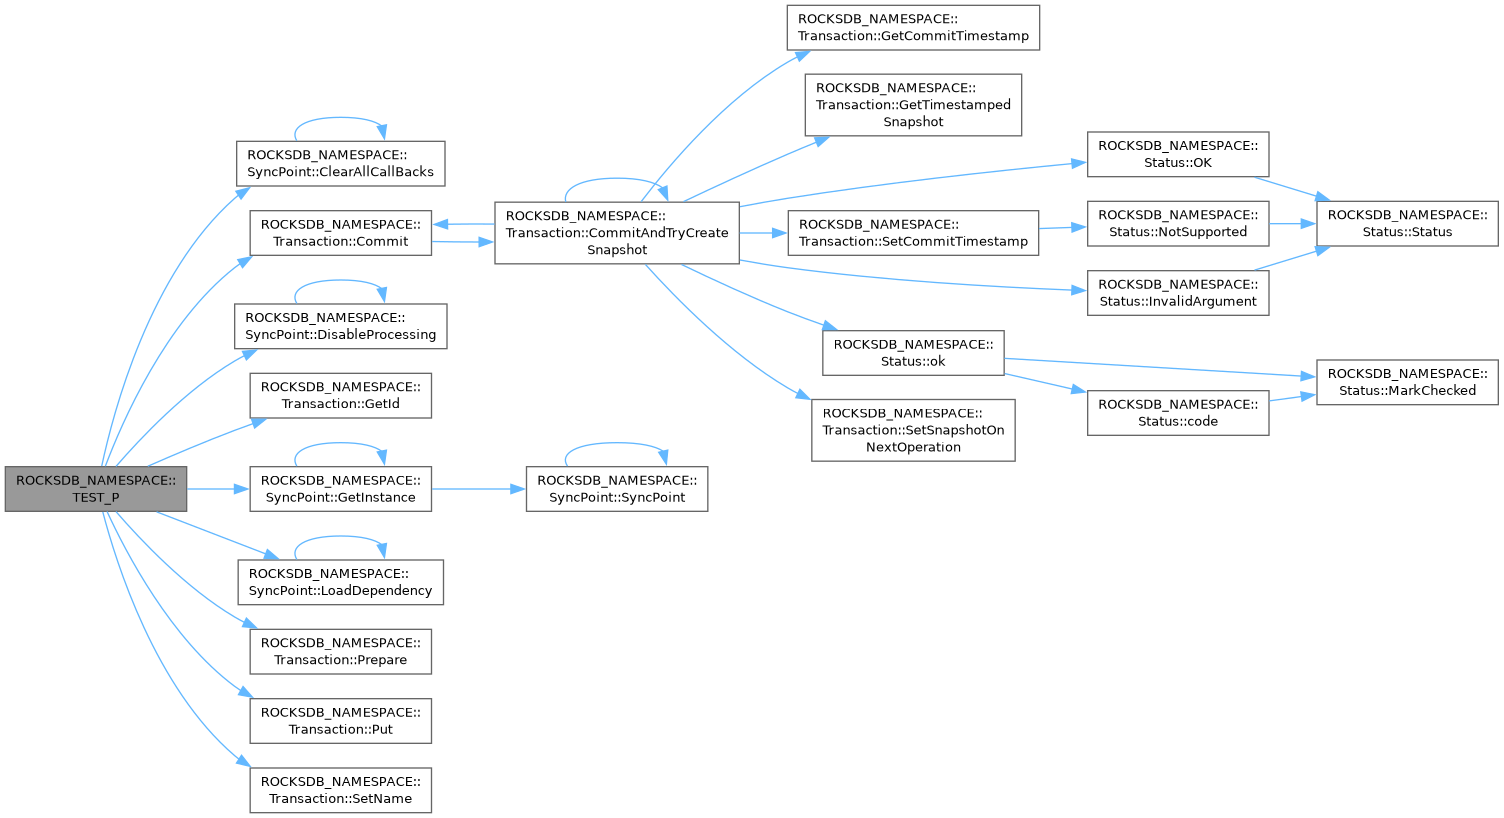 ROCKSDB_NAMESPACE::
TEST_P
ROCKSDB_NAMESPACE::
SyncPoint::ClearAllCallBacks
ROCKSDB_NAMESPACE::
Transaction::Commit
ROCKSDB_NAMESPACE::
SyncPoint::DisableProcessing
ROCKSDB_NAMESPACE::
Transaction::GetId
ROCKSDB_NAMESPACE::
SyncPoint::GetInstance
ROCKSDB_NAMESPACE::
SyncPoint::LoadDependency
ROCKSDB_NAMESPACE::
Transaction::Prepare
ROCKSDB_NAMESPACE::
Transaction::Put
ROCKSDB_NAMESPACE::
Transaction::SetName
ROCKSDB_NAMESPACE::
Transaction::CommitAndTryCreate
Snapshot
ROCKSDB_NAMESPACE::
SyncPoint::SyncPoint
ROCKSDB_NAMESPACE::
Transaction::GetCommitTimestamp
ROCKSDB_NAMESPACE::
Transaction::GetTimestamped
Snapshot
ROCKSDB_NAMESPACE::
Transaction::SetCommitTimestamp
ROCKSDB_NAMESPACE::
Status::ok
ROCKSDB_NAMESPACE::
Transaction::SetSnapshotOn
NextOperation
ROCKSDB_NAMESPACE::
Status::OK
ROCKSDB_NAMESPACE::
Status::NotSupported
ROCKSDB_NAMESPACE::
Status::InvalidArgument
ROCKSDB_NAMESPACE::
Status::code
ROCKSDB_NAMESPACE::
Status::Status
ROCKSDB_NAMESPACE::
Status::MarkChecked